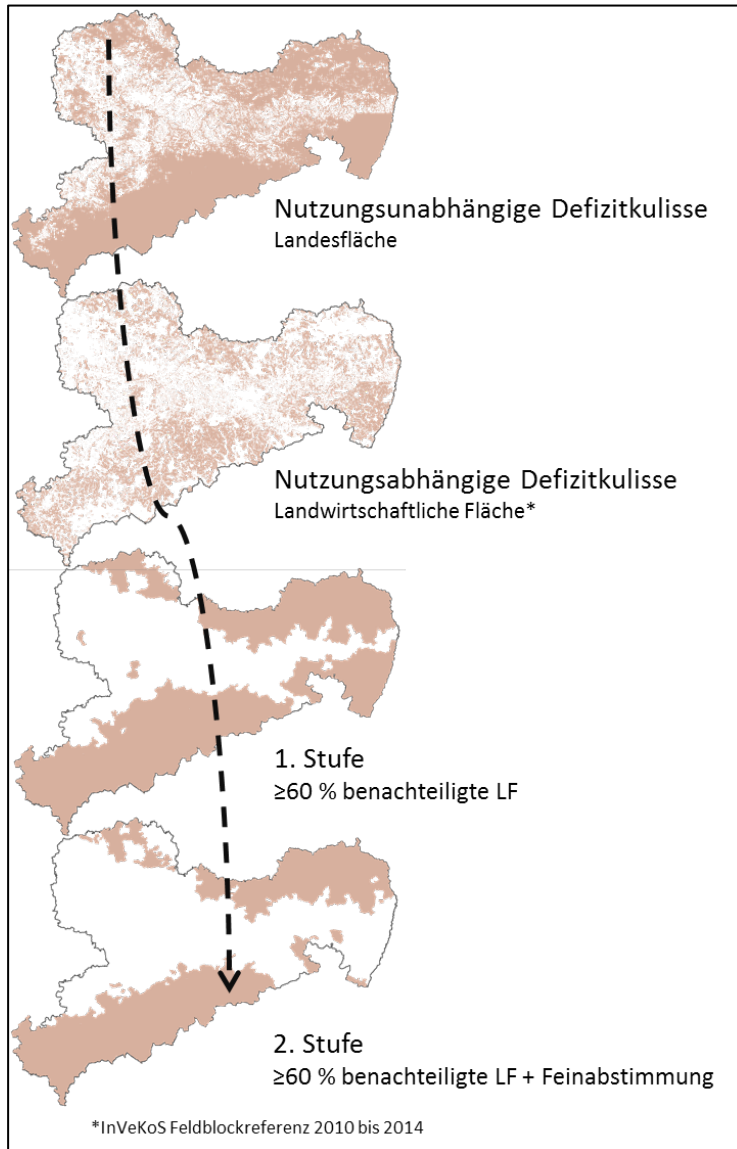 Nutzungsunabhängige Defizitkulisse
Landesfläche
Nutzungsabhängige Defizitkulisse
Landwirtschaftliche Fläche*
1. Stufe
≥60 % benachteiligte LF
2. Stufe
≥60 % benachteiligte LF + Feinabstimmung
*InVeKoS Feldblockreferenz 2010 bis 2014